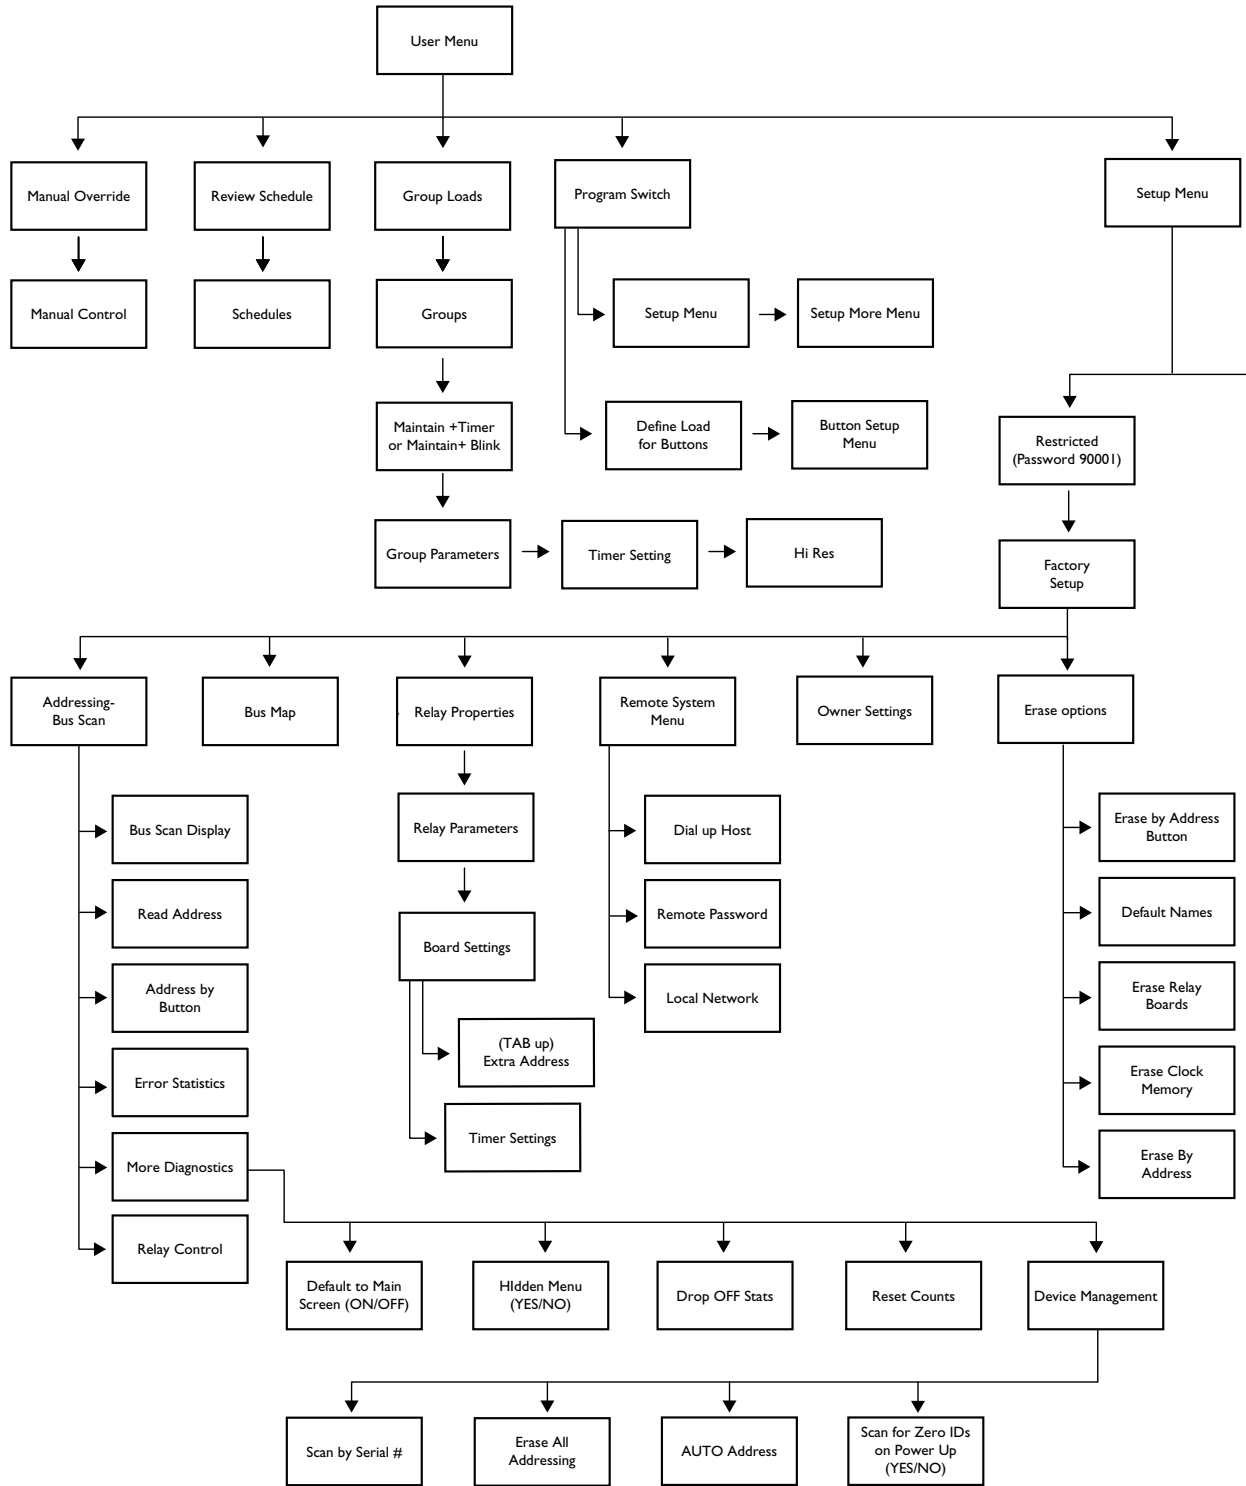 User Menu
Manual Override
Review Schedule
Group Loads
Program Switch
Setup Menu
Manual Control
Schedules
Groups
Setup Menu
Setup More Menu
Maintain +Timer
or Maintain+ Blink
Define Load
for Buttons
Button Setup
Menu
Restricted
(Password 90001)
Group Parameters
Timer Setting
Hi Res
Factory
Setup
Addressing-
Bus Scan
Bus Map
Relay Properties
Remote System
Menu
Owner Settings
Erase options
Bus Scan Display
Read Address
Address by
Button
Error Statistics
More Diagnostics
Relay Control
Relay Parameters
Board Settings
(TAB up)
Extra Address
Timer Settings
Dial up Host
Remote Password
Local Network
Erase by Address
Button
Default Names
Erase Relay
Boards
Erase Clock
Memory
Erase By
Address
Default to Main
Screen (ON/OFF)
HIdden Menu
(YES/NO)
Drop OFF Stats
Reset Counts
Device Management
Scan by Serial #
Erase All
Addressing
AUTO Address
Scan for Zero IDs
on Power Up
(YES/NO)